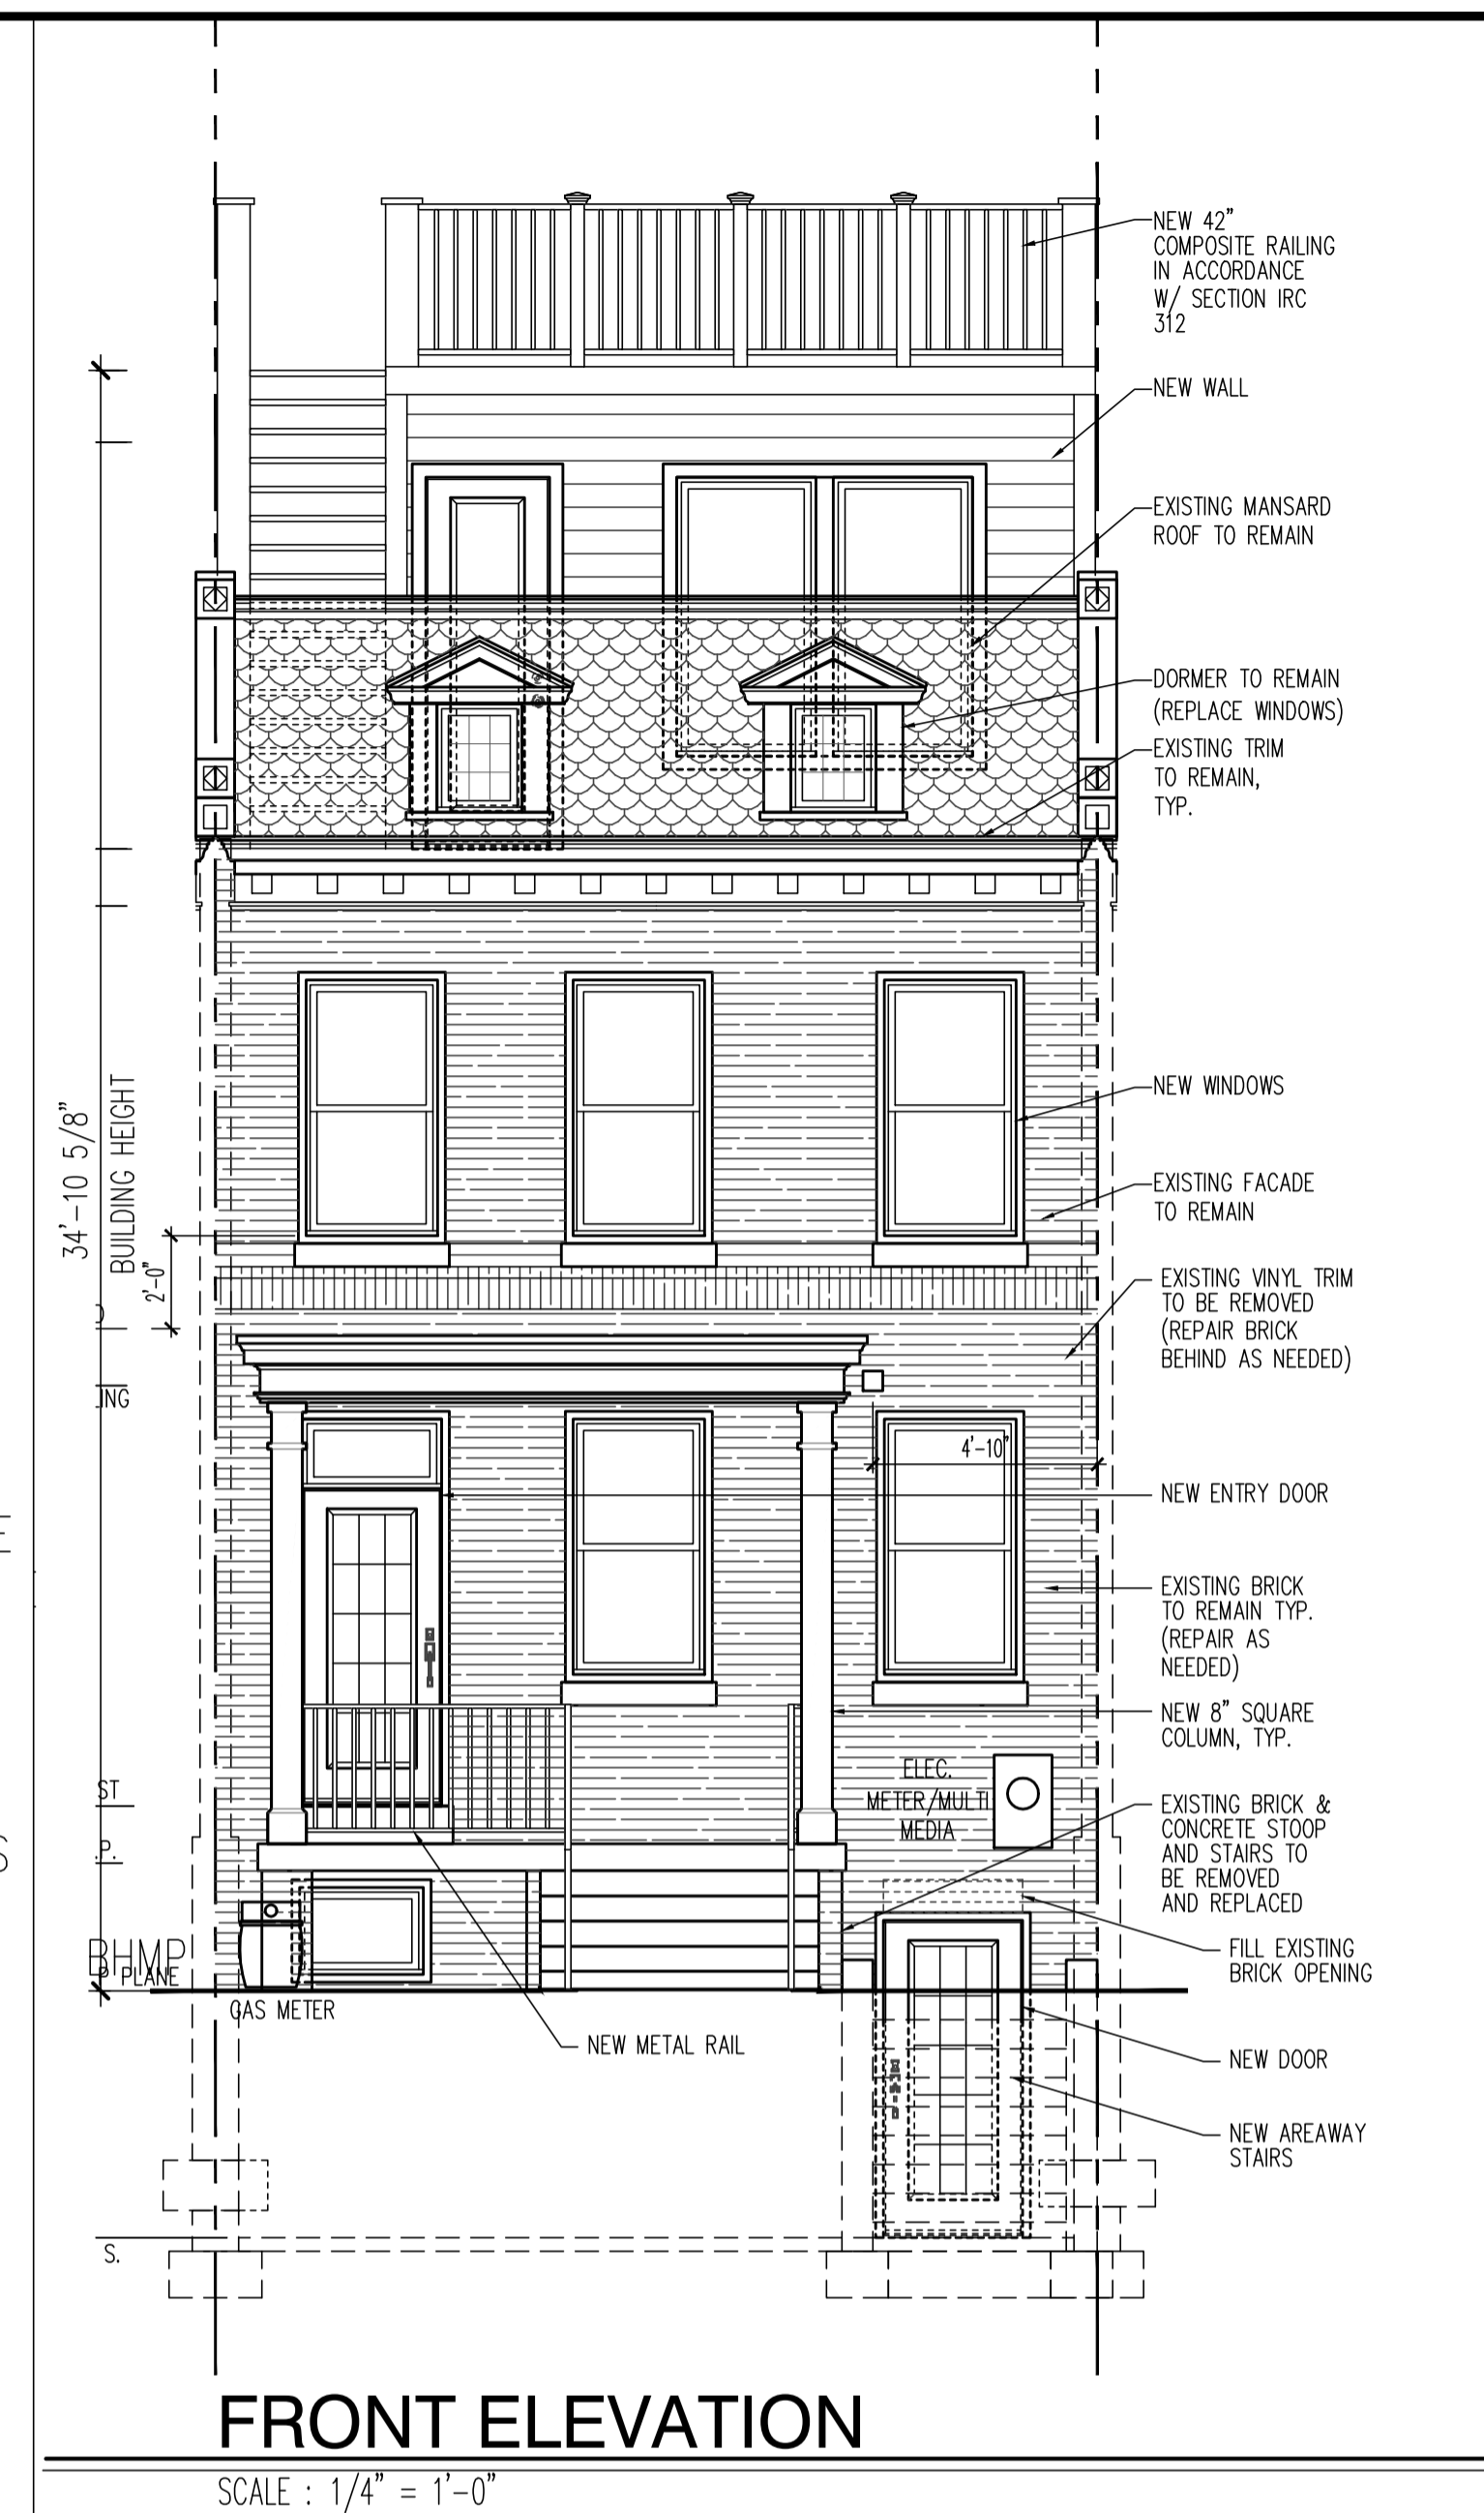 NEW 42"
COMPOSITE RAILING
IN ACCORDANCE
W/ SECTION IRC
312
NEW WALL
EXISTING MANSARD
ROOF TO REMAIN
DORMER TO REMAIN
(REPLACE WINDOWS)
EXISTING TRIM
TO REMAIN,
TYP.
34'-10 5/8"
BUILDING HEIGHT
2'-0"
NEW WINDOWS
EXISTING FACADE
TO REMAIN
EXISTING VINYL TRIM
TO BE REMOVED
(REPAIR BRICK
BEHIND AS NEEDED)
ING
4'-10"
NEW ENTRY DOOR
EXISTING BRICK
TO REMAIN TYP.
(REPAIR AS
NEEDED)
NEW 8" SQUARE
COLUMN, TYP.
ST
ELEC.
METER/MULTI
MEDIA
EXISTING BRICK &
CONCRETE STOOP
AND STAIRS TO
BE REMOVED
AND REPLACED
.P.
FILL EXISTING
BRICK OPENING
BHMP
P PLANE
GAS METER
NEW METAL RAIL
NEW DOOR
NEW AREAWAY
STAIRS
S.
FRONT ELEVATION
SCALE : 1/4" = 1'-0"